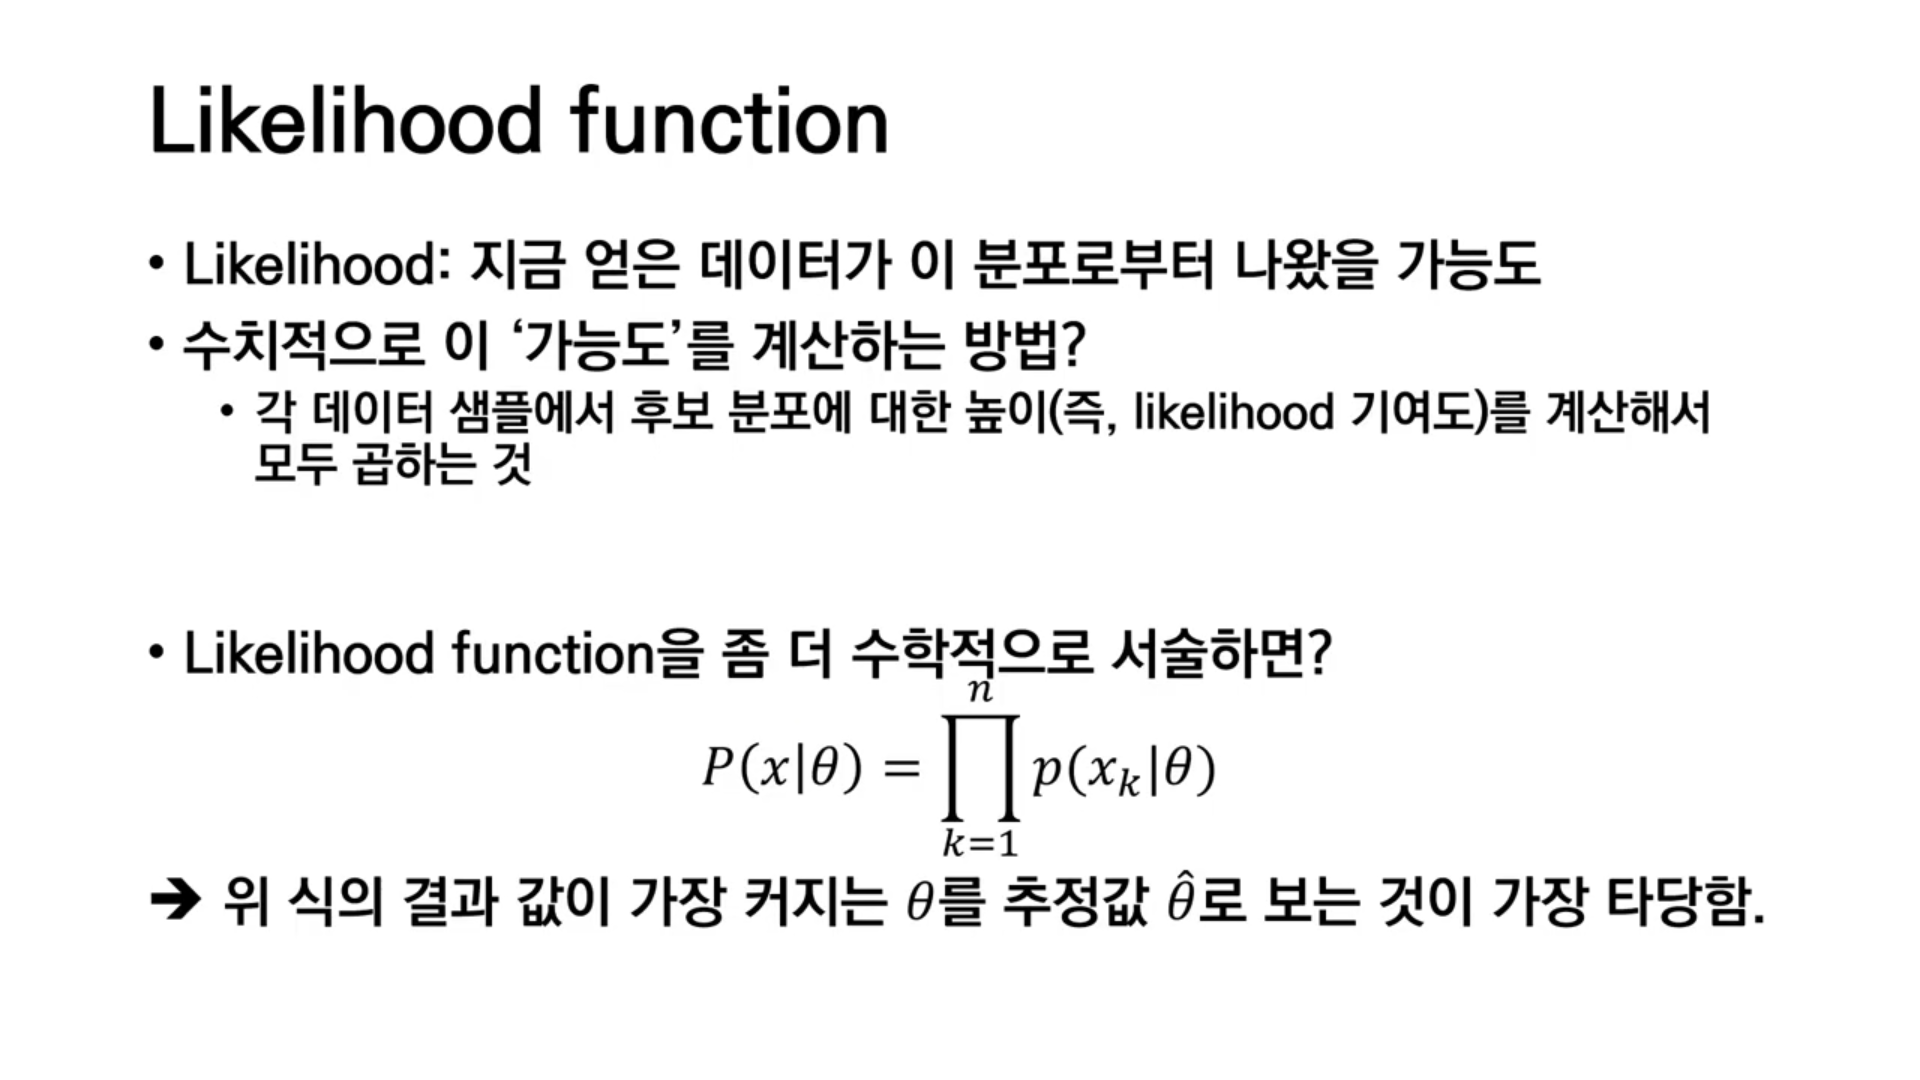 Likelihood function
• Likelihood: 지금 얻은 데이터가 이 분포로부터 나왔을 가능도
• 수치적으로 이 ‘가능도’를 계산하는 방법?
• 각 데이터 샘플에서 후보 분포에 대한 높이(즉, likelihood 기여도)를 계산해서
모두 곱하는 것
• Likelihood function을 좀 더 수학적으로 서술하면?
P(x|θ) = ∏_{k=1}^{n} p(x_k|θ)
➔ 위 식의 결과 값이 가장 커지는 θ를 추정값 θ̂로 보는 것이 가장 타당함.